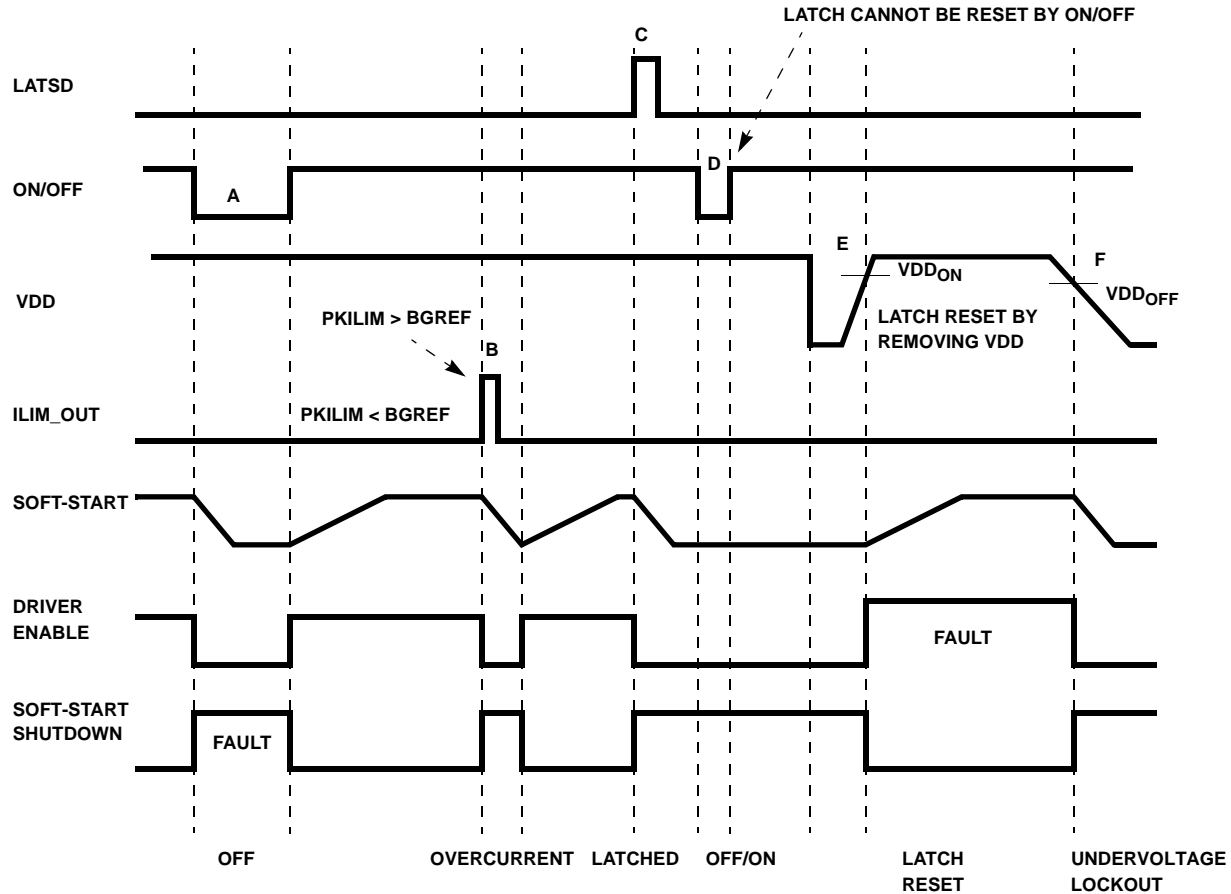 LATCH CANNOT BE RESET BY ON/OFF
C
LATSD
D
ON/OFF
A
E
F
VDDON
VDDOFF
VDD
LATCH RESET BY
REMOVING VDD
PKILIM > BGREF
B
ILIM_OUT
PKILIM < BGREF
SOFT-START
DRIVER
ENABLE
FAULT
SOFT-START
SHUTDOWN
FAULT
OFF
OVERCURRENT
LATCHED
OFF/ON
LATCH
RESET
UNDERVOLTAGE
LOCKOUT